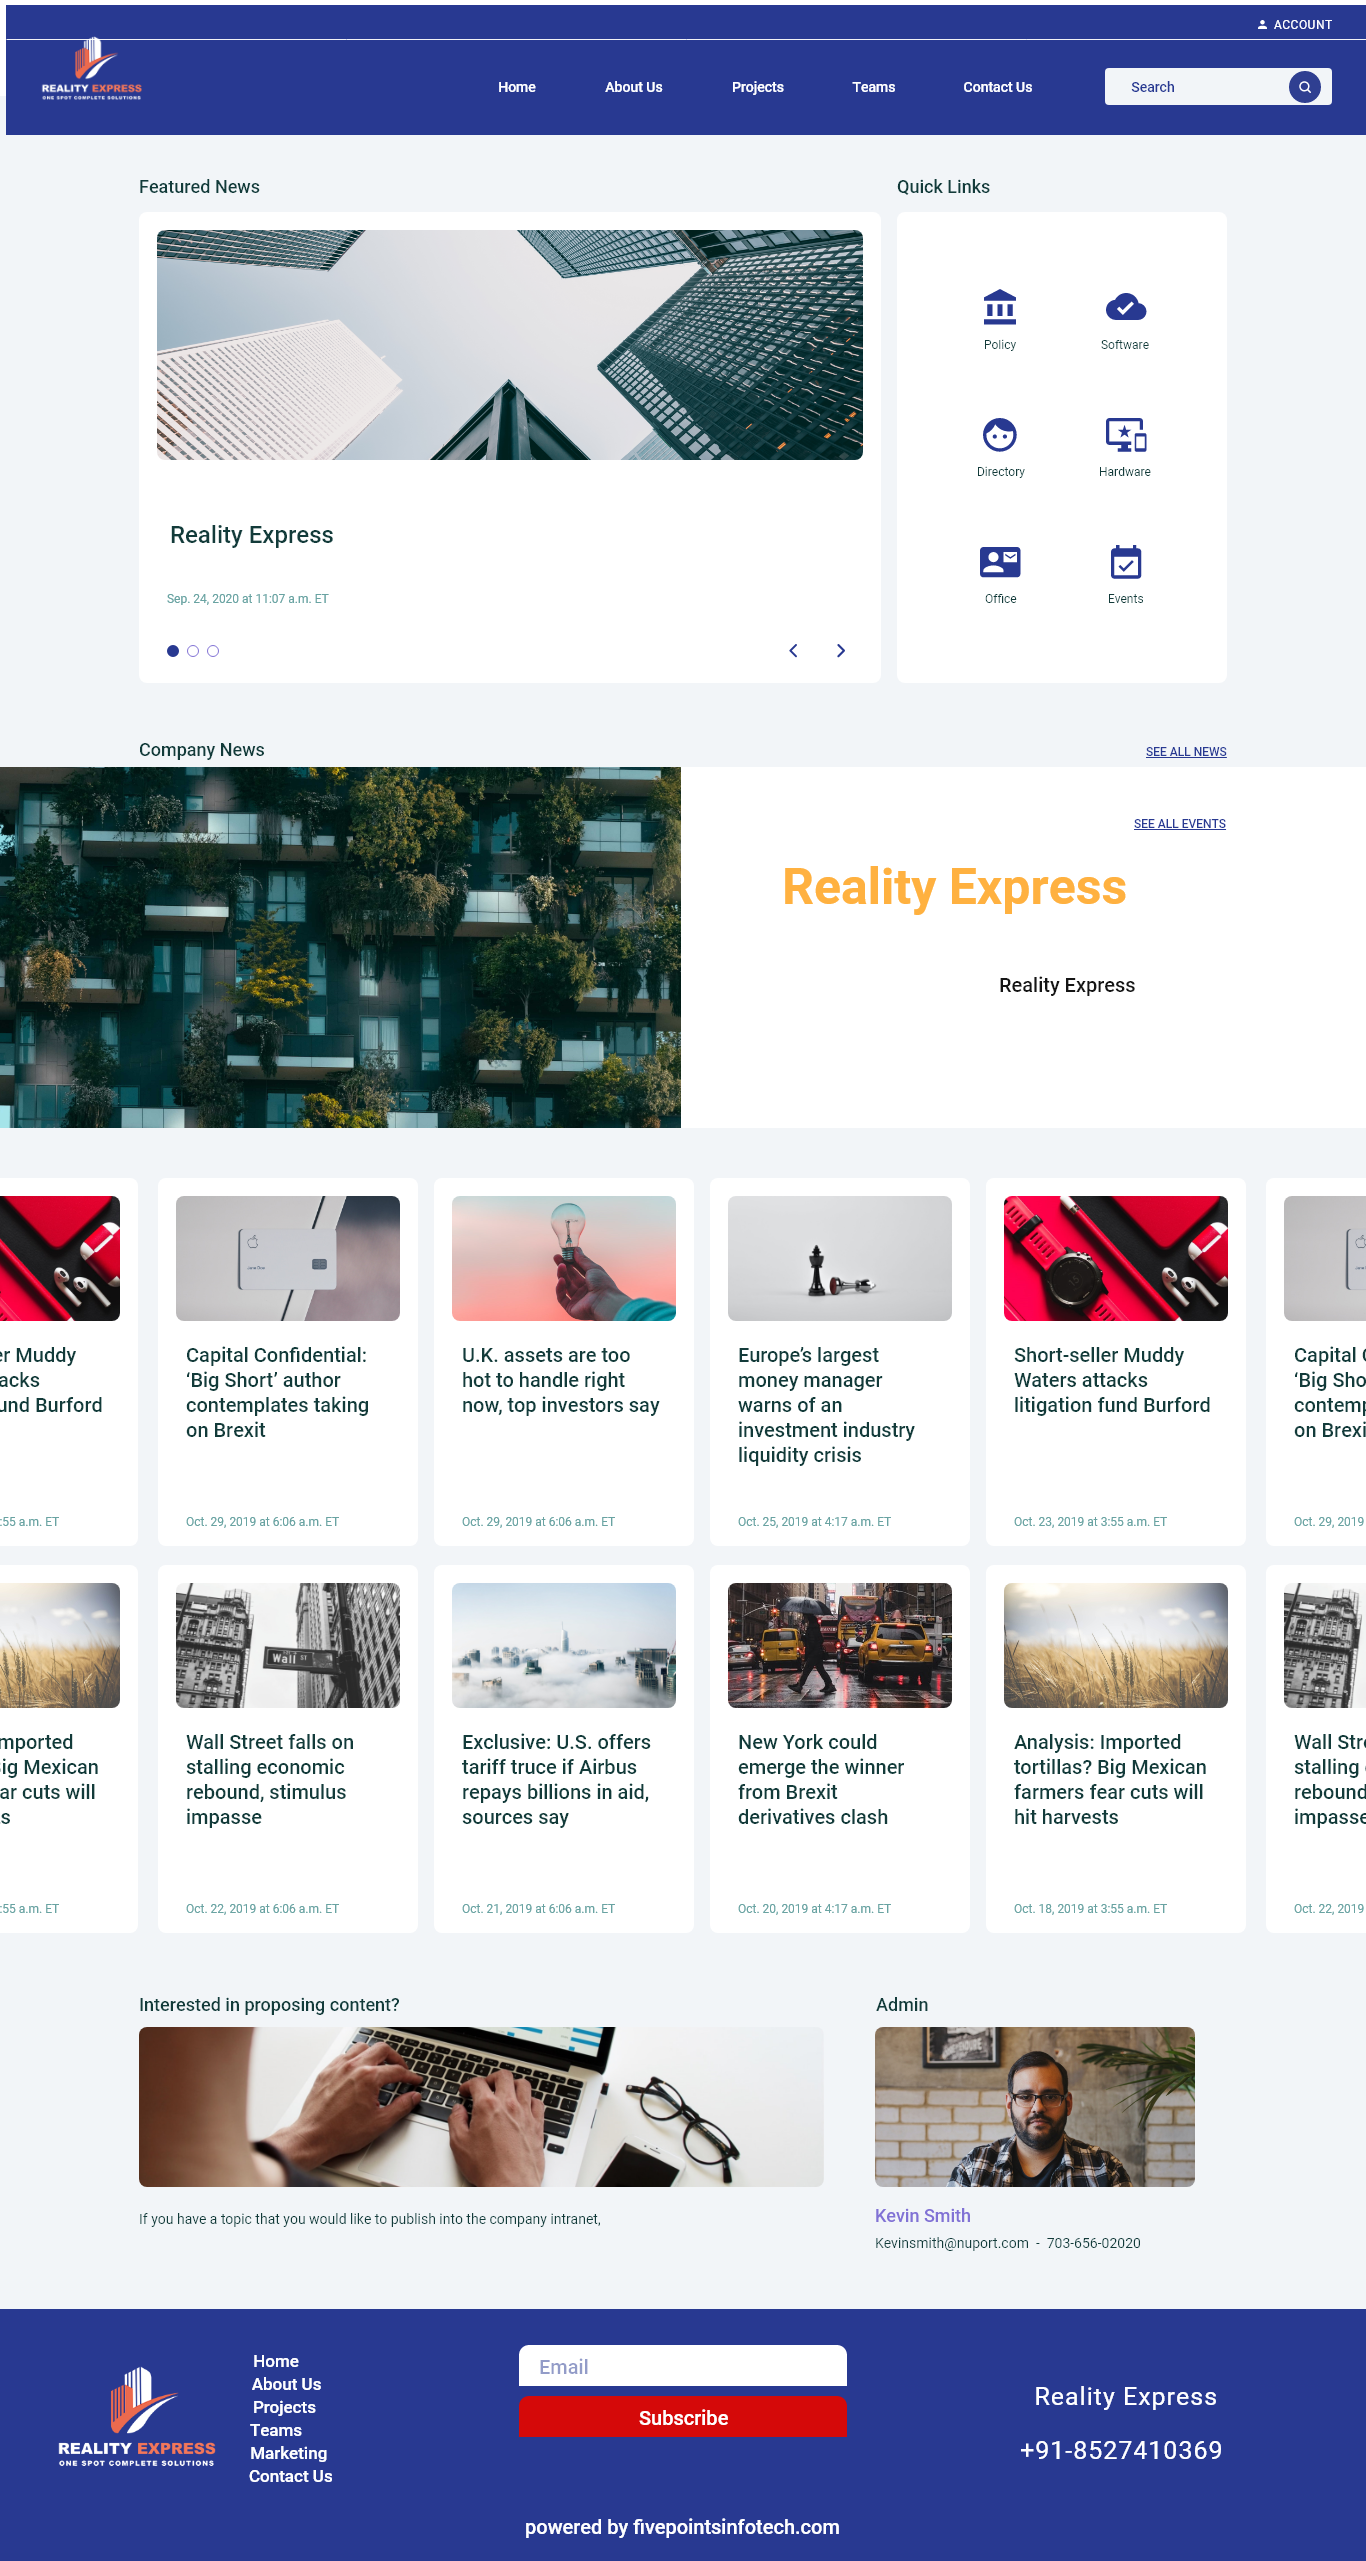 ACCOUNT
REALITY EXPRESS
ONE SPOT COMPLETE SOLUTIONS
Home
About Us
Projects
Teams
Contact Us
Search
Featured News
Quick Links
Policy
Software
Directory
Hardware
Office
Events
Reality Express
Sep. 24, 2020 at 11:07 a.m. ET
Company News
SEE ALL NEWS
SEE ALL EVENTS
Reality Express
Reality Express
er Muddy
acks
und Burford
:55 a.m. ET
Capital Confidential:
‘Big Short’ author
contemplates taking
on Brexit
Oct. 29, 2019 at 6:06 a.m. ET
U.K. assets are too
hot to handle right
now, top investors say
Oct. 29, 2019 at 6:06 a.m. ET
Europe’s largest
money manager
warns of an
investment industry
liquidity crisis
Oct. 25, 2019 at 4:17 a.m. ET
Short-seller Muddy
Waters attacks
litigation fund Burford
Oct. 23, 2019 at 3:55 a.m. ET
Capital
‘Big Sho
contemp
on Brexi
Oct. 29, 2019
mported
ig Mexican
ar cuts will
s
:55 a.m. ET
Wall ST
Wall Street falls on
stalling economic
rebound, stimulus
impasse
Oct. 22, 2019 at 6:06 a.m. ET
Exclusive: U.S. offers
tariff truce if Airbus
repays billions in aid,
sources say
Oct. 21, 2019 at 6:06 a.m. ET
New York could
emerge the winner
from Brexit
derivatives clash
Oct. 20, 2019 at 4:17 a.m. ET
Analysis: Imported
tortillas? Big Mexican
farmers fear cuts will
hit harvests
Oct. 18, 2019 at 3:55 a.m. ET
Wall Stre
stalling
rebound
impasse
Oct. 22, 2019
Interested in proposing content?
If you have a topic that you would like to publish into the company intranet,
Admin
Kevin Smith
Kevinsmith@nuport.com - 703-656-02020
REALITY EXPRESS
ONE SPOT COMPLETE SOLUTIONS
Home
About Us
Projects
Teams
Marketing
Contact Us
Email
Subscribe
Reality Express
+91-8527410369
powered by fivepointsinfotech.com